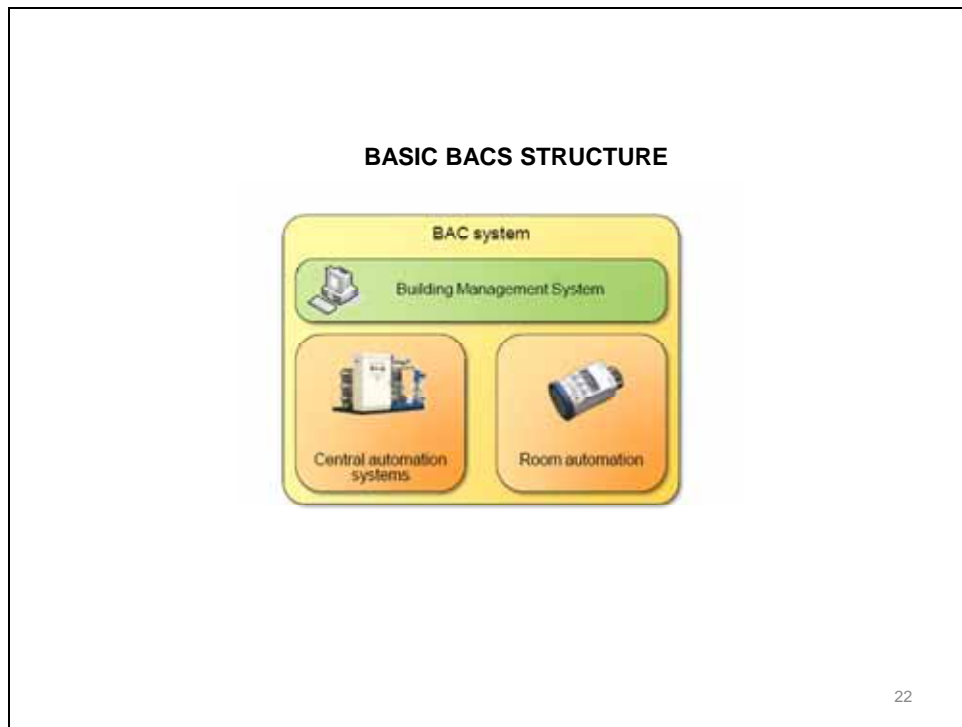 BASIC BACS STRUCTURE
BAC system
Building Management System
Central automation
systems
Room automation
22